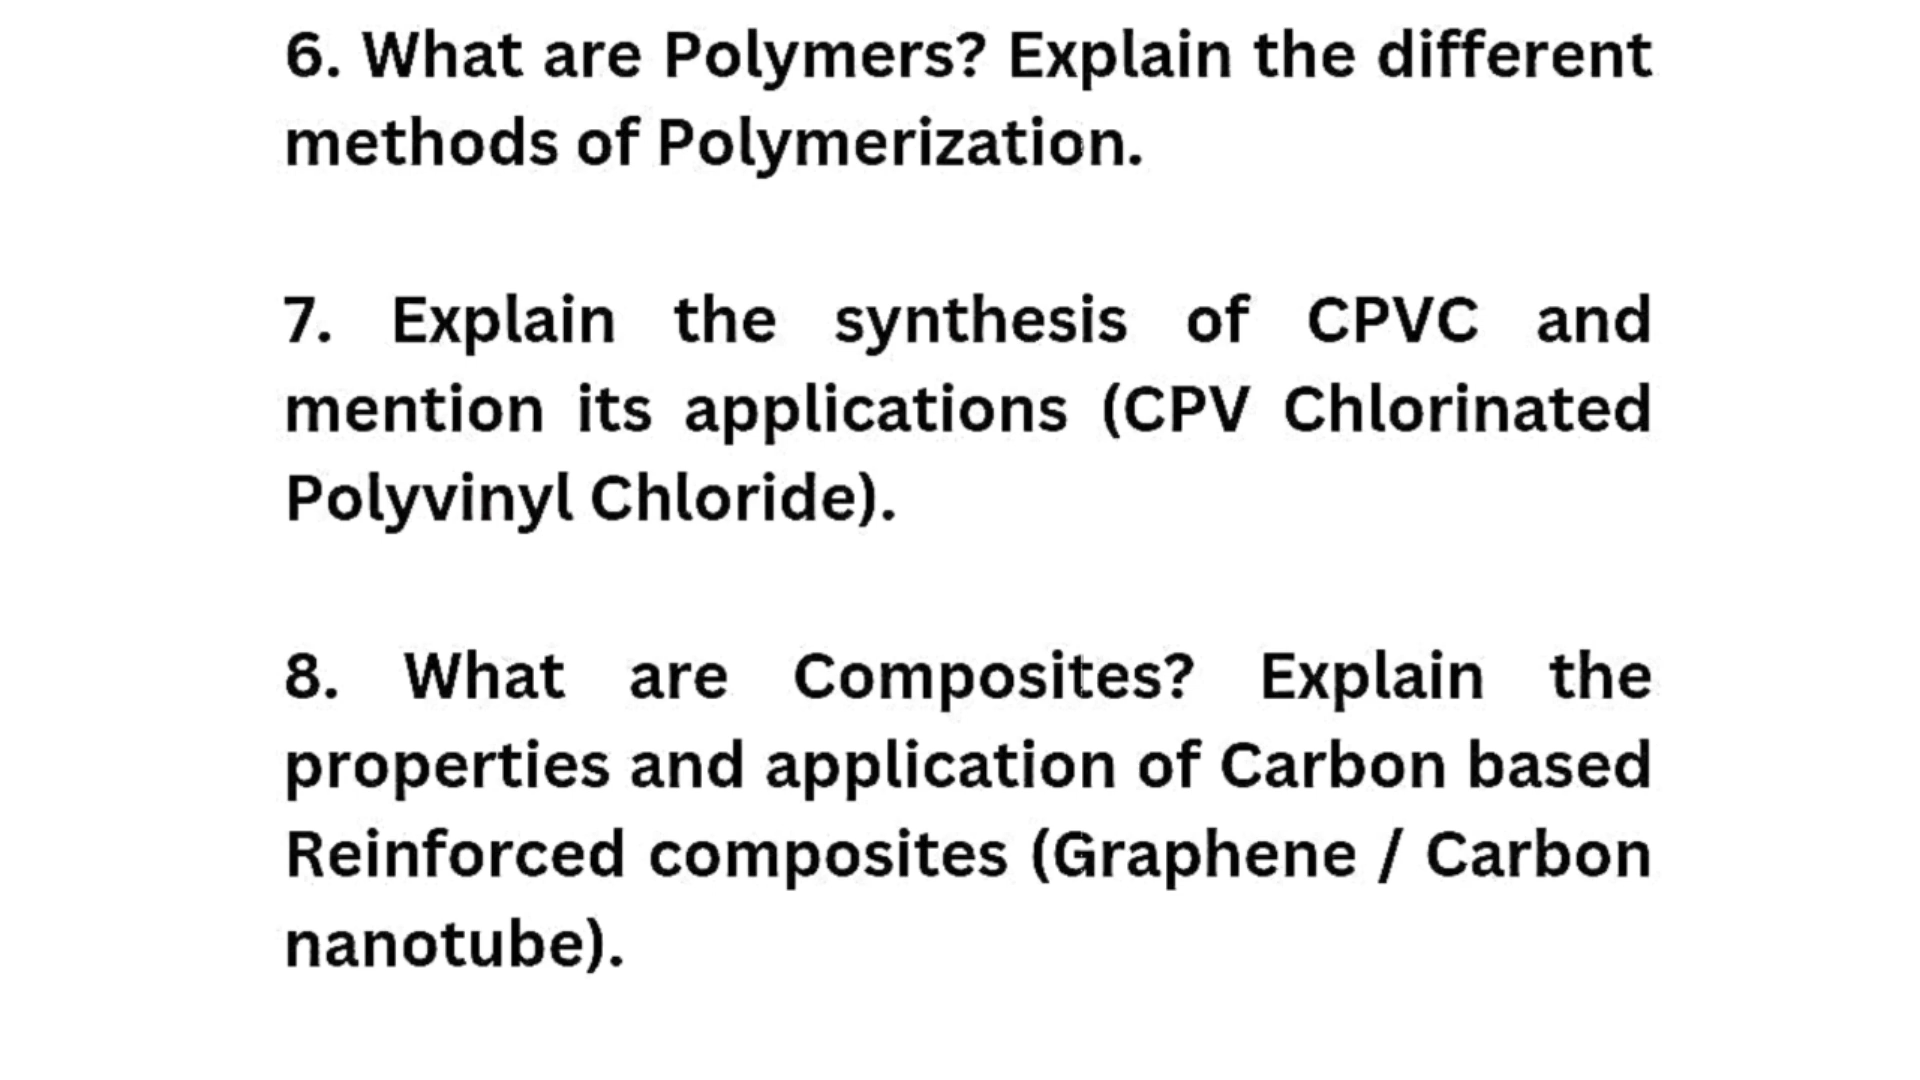 6. What are Polymers? Explain the different
methods of Polymerization.
7. Explain the synthesis of CPVC and
mention its applications (CPV Chlorinated
Polyvinyl Chloride).
8. What are Composites? Explain the
properties and application of Carbon based
Reinforced composites (Graphene / Carbon
nanotube).